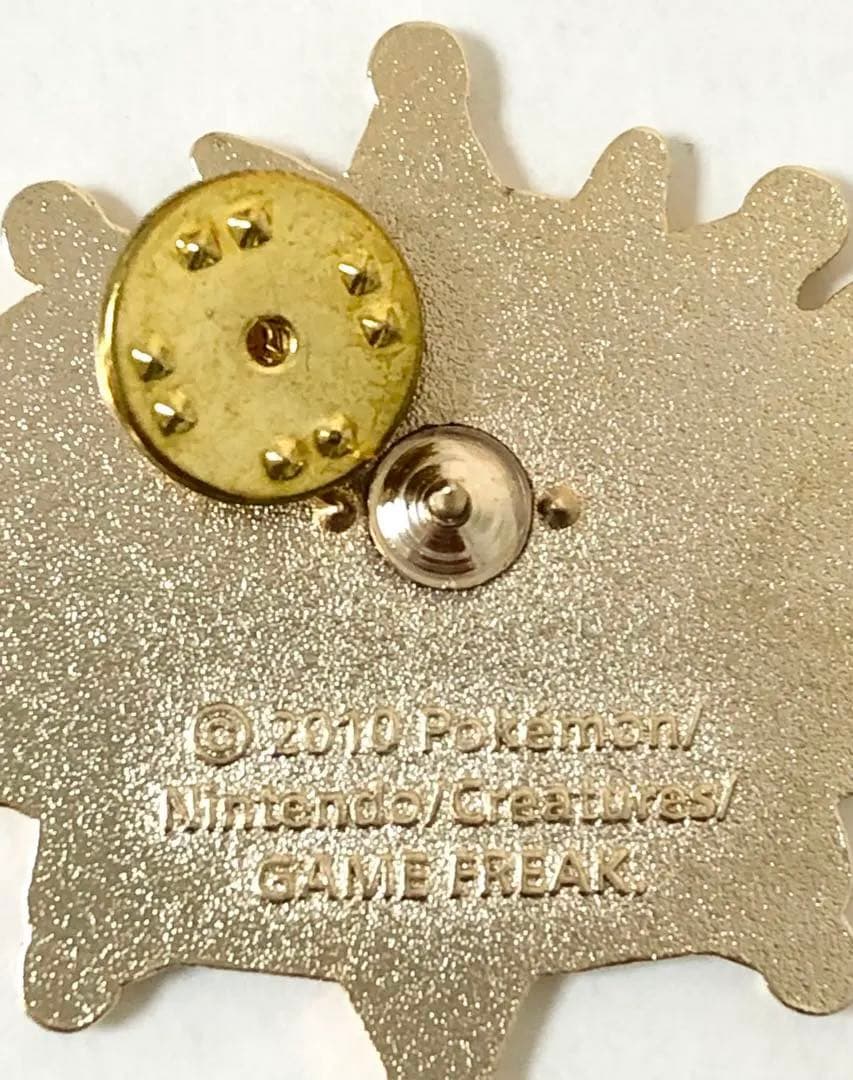 © 2010 Pokémon/
Nintendo/Creatures/
GAME FREAK.